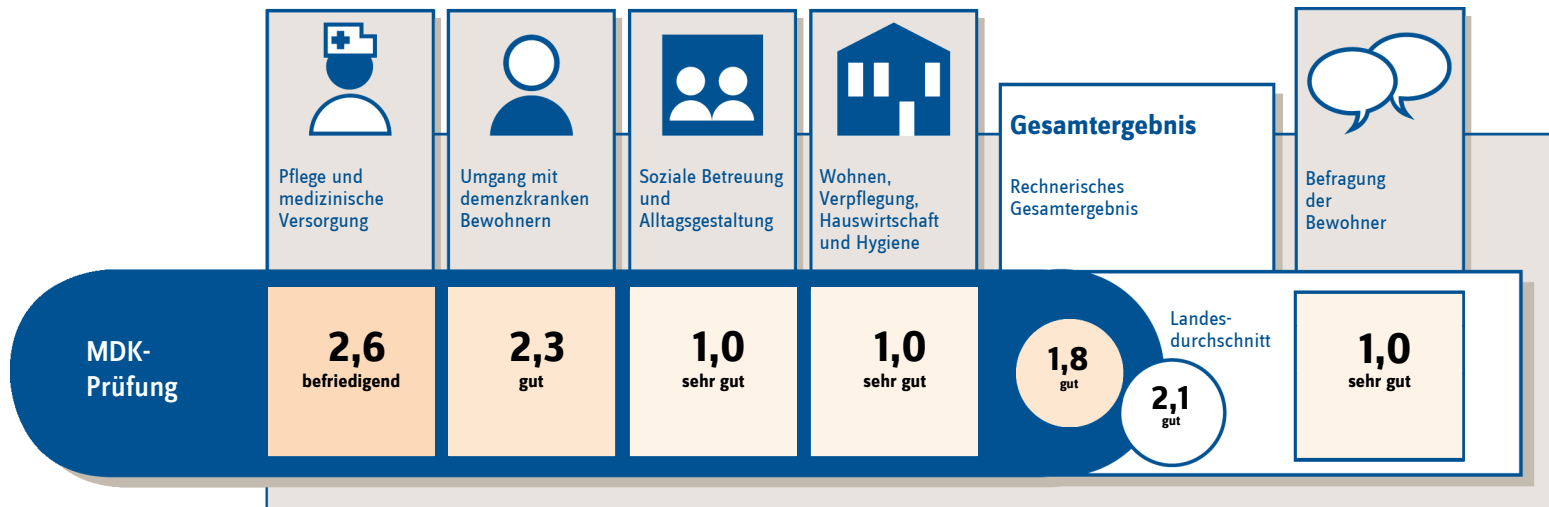 Pflege und
medizinische
Versorgung
Umgang mit
demenzkranken
Bewohnern
Soziale Betreuung
und
Alltagsgestaltung
Wohnen,
Verpflegung,
Hauswirtschaft
und Hygiene
Gesamtergebnis
Rechnerisches
Gesamtergebnis
Befragung
der
Bewohner
MDK-
Prüfung
2,6
befriedigend
2,3
gut
1,0
sehr gut
1,0
sehr gut
1,8
gut
Landes-
durchschnitt
2,1
gut
1,0
sehr gut